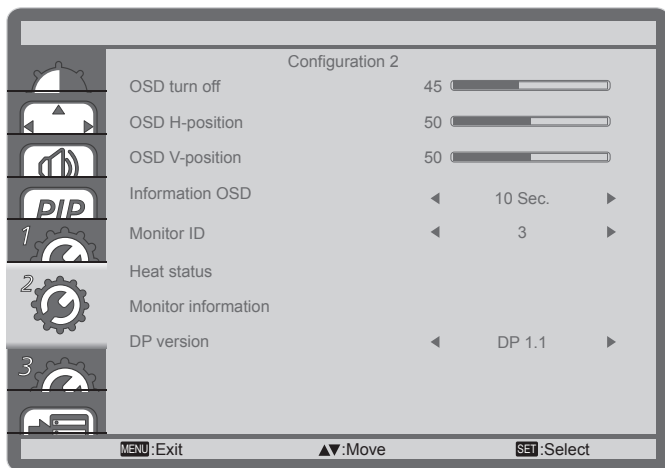 Configuration 2
OSD turn off 45
OSD H-position 50
OSD V-position 50
PIP
Information OSD 10 Sec.
1
Monitor ID 3
Heat status
2
Monitor information
DP version DP 1.1
3
MENU :Exit ▲▼:Move SET :Select